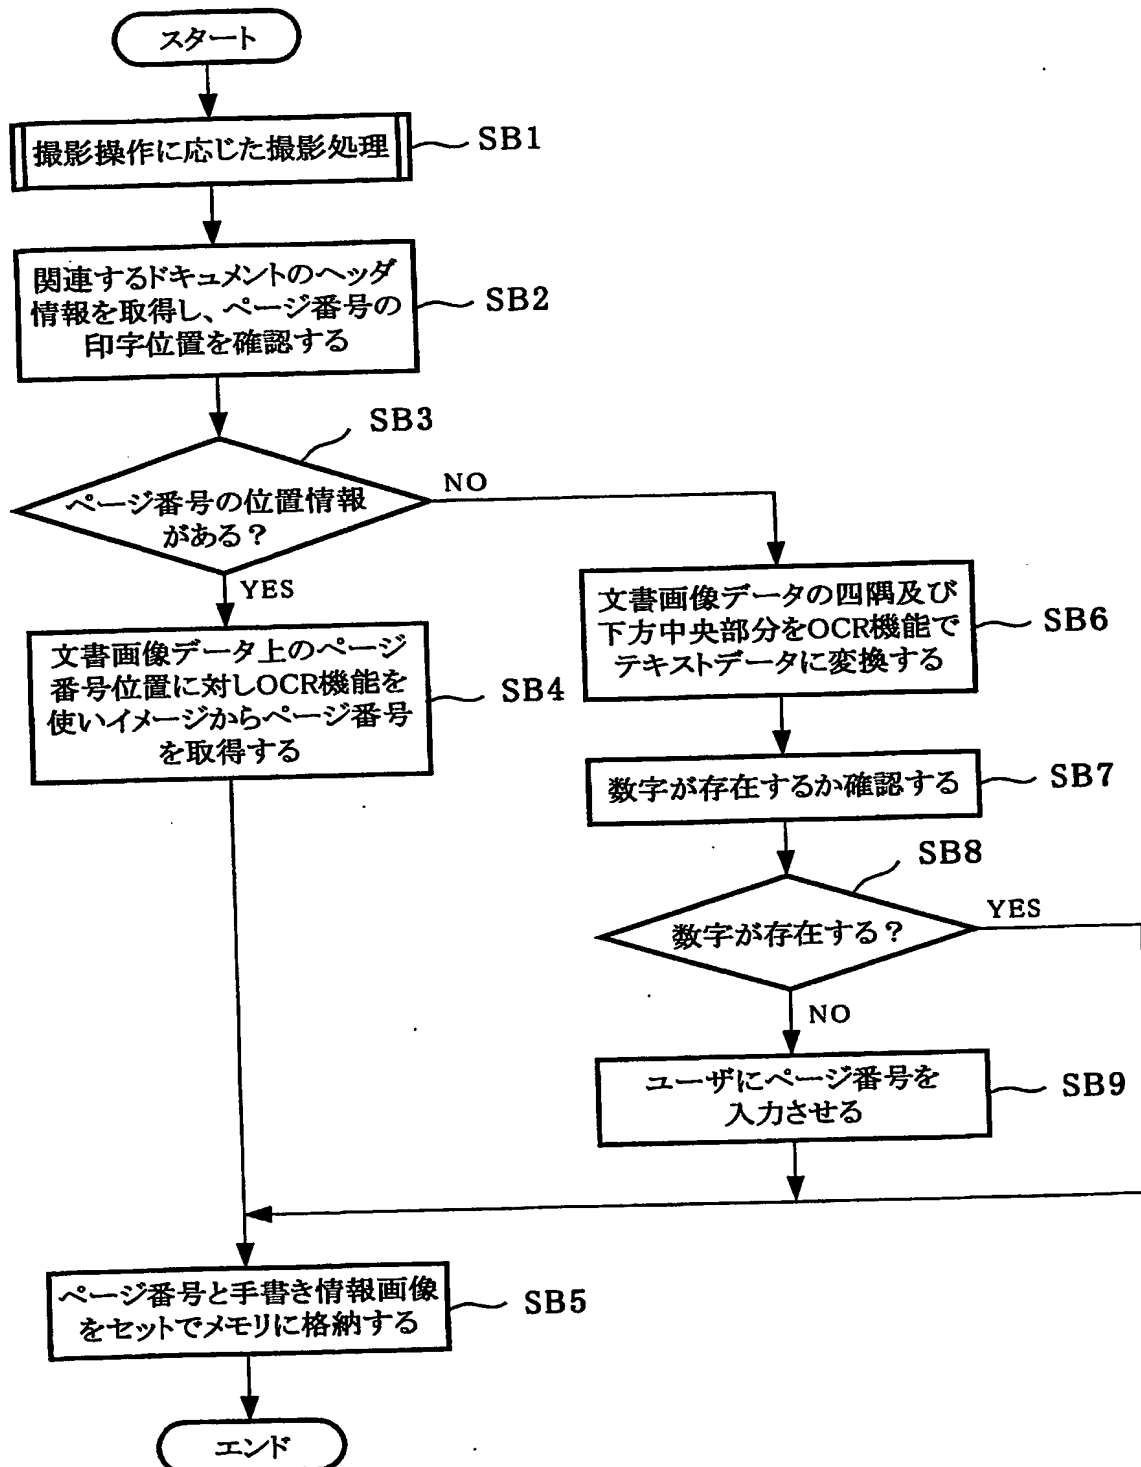 スタート
撮影操作に応じた撮影処理
SB1
関連するドキュメントのヘッダ
情報を取得し、ページ番号の
印字位置を確認する
SB2
SB3
ページ番号の位置情報
がある？
NO
YES
文書画像データ上のページ
番号位置に対しOCR機能を
使いイメージからページ番号
を取得する
SB4
文書画像データの四隅及び
下方中央部分をOCR機能で
テキストデータに変換する
SB6
数字が存在するか確認する
SB7
SB8
数字が存在する？
YES
NO
ユーザにページ番号を
入力させる
SB9
ページ番号と手書き情報画像
をセットでメモリに格納する
SB5
エンド